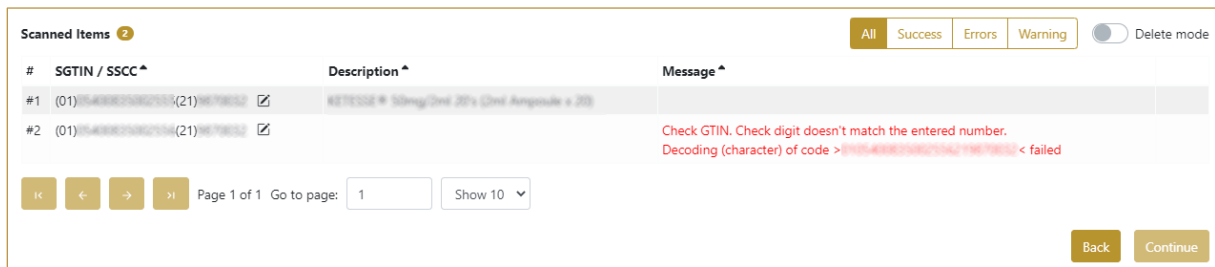 Scanned Items 2
All Success Errors Warning Delete mode
# SGTIN / SSCC Description Message
#1 (01) (21)
#2 (01) (21) Check GTIN. Check digit doesn't match the entered number.
Decoding (character) of code > < failed
Page 1 of 1 Go to page: 1 Show 10
Back Continue